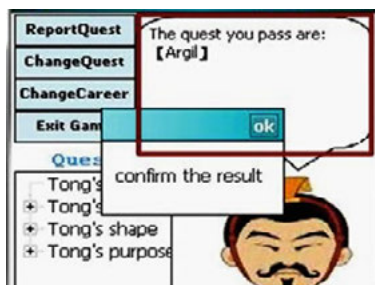 ReportQuest
ChangeQuest
ChangeCareer
Exit Gam
The quest you pass are:
【Argil】
ok
confirm the result
Ques
Tong's
Tong's
Tong's shape
Tong's purpose